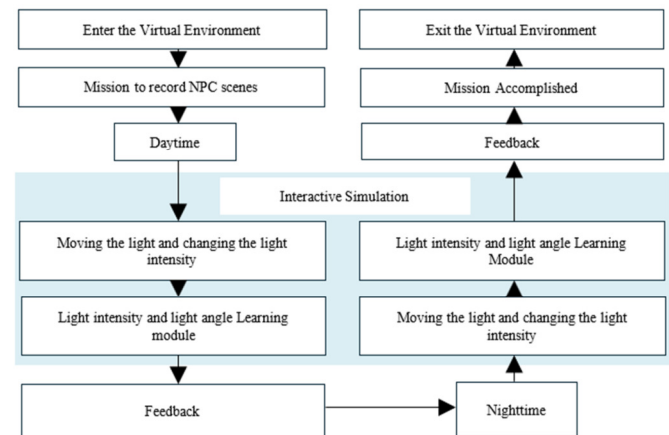 Enter the Virtual Environment
Mission to record NPC scenes
Daytime
Interactive Simulation
Moving the light and changing the light
intensity
Light intensity and light angle Learning
module
Feedback
Nighttime
Moving the light and changing the light
intensity
Light intensity and light angle Learning
Module
Feedback
Mission Accomplished
Exit the Virtual Environment